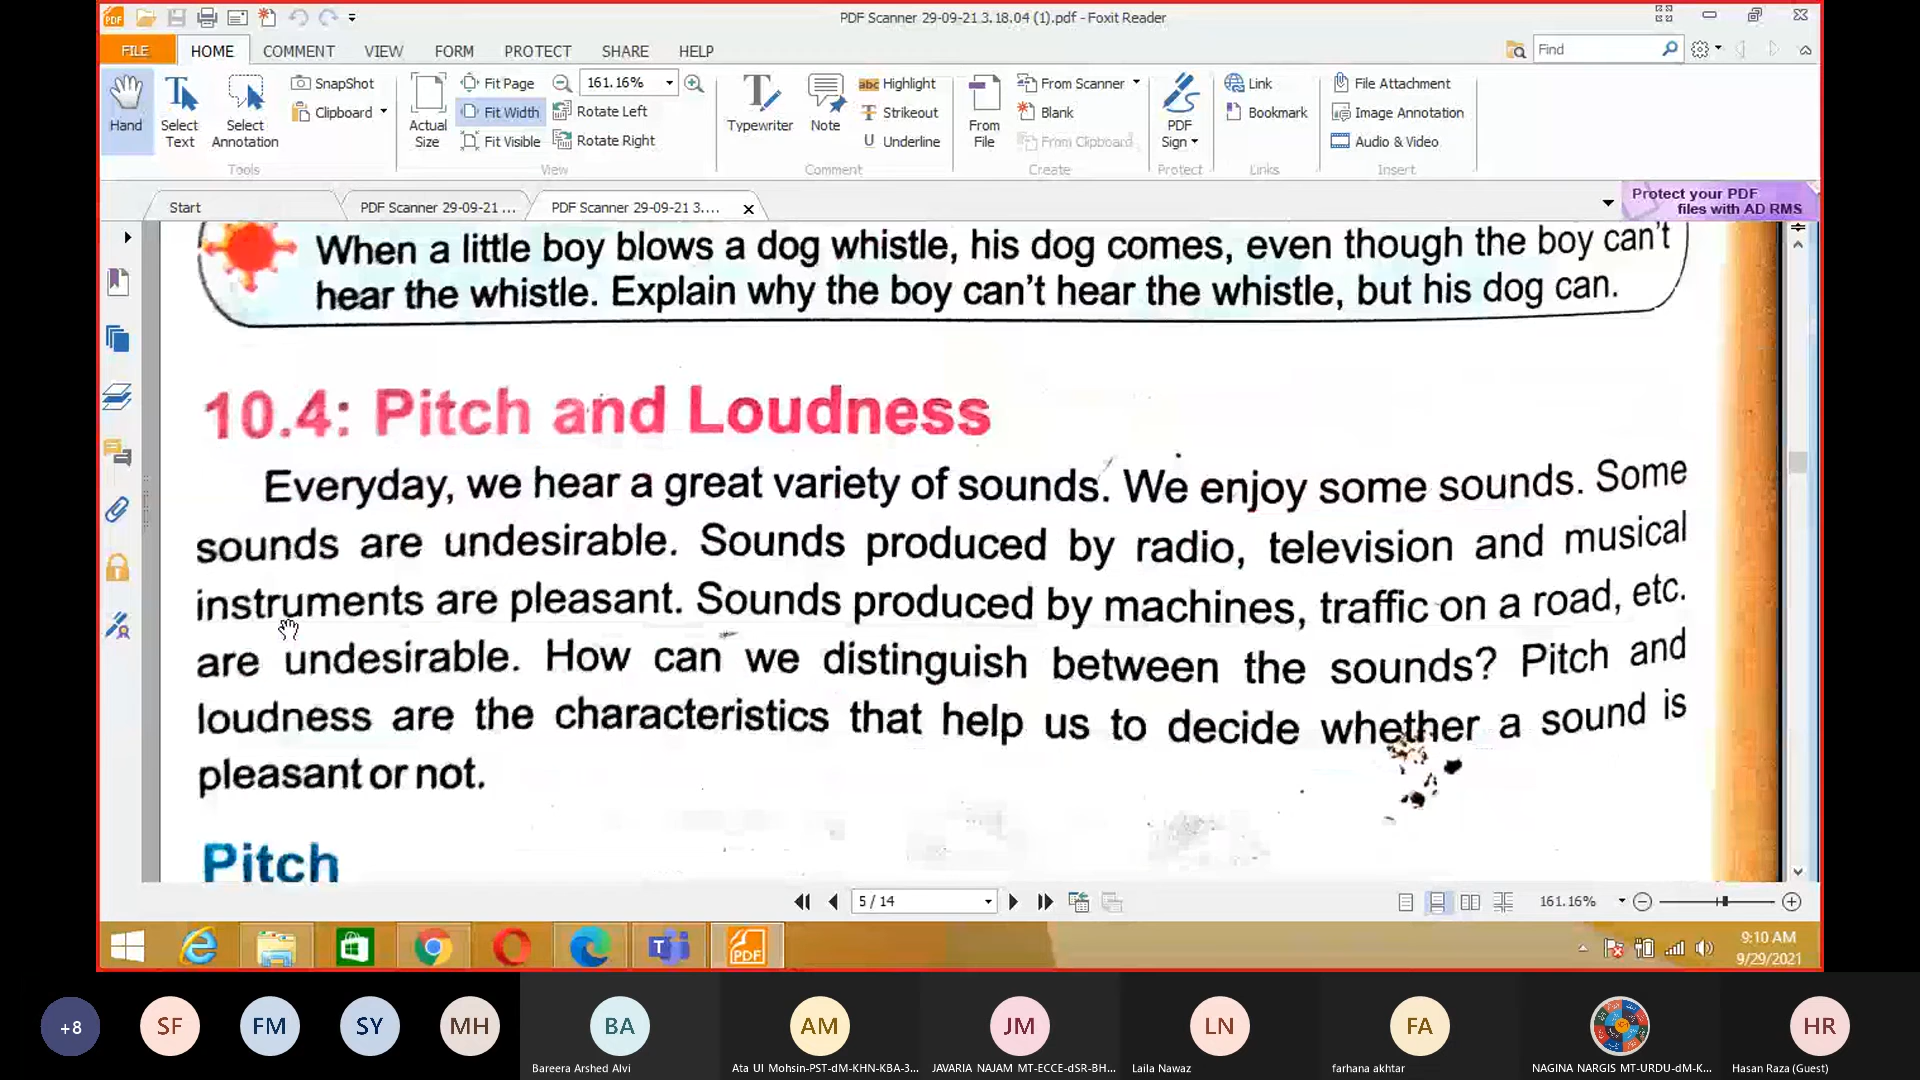 PDF Scanner 29-09-21 3.18.04 (1).pdf - Foxit Reader
FILE HOME COMMENT VIEW FORM PROTECT SHARE HELP Find
Hand
Select Text
Select Annotation
SnapShot
Clipboard
Tools
Actual Size
Fit Page
Fit Width
Fit Visible
161.16%
Rotate Left
Rotate Right
View
Typewriter
Note
Highlight
Strikeout
Underline
Comment
From File
From Scanner
Blank
From Clipboard
Create
PDF Sign
Protect
Link
Bookmark
Links
File Attachment
Image Annotation
Audio & Video
Insert
Start
PDF Scanner 29-09-21 ...
PDF Scanner 29-09-21 3....
Protect your PDF
files with AD RMS
When a little boy blows a dog whistle, his dog comes, even though the boy can't
hear the whistle. Explain why the boy can't hear the whistle, but his dog can.
10.4: Pitch and Loudness
Everyday, we hear a great variety of sounds. We enjoy some sounds. Some
sounds are undesirable. Sounds produced by radio, television and musical
instruments are pleasant. Sounds produced by machines, traffic on a road, etc.
are undesirable. How can we distinguish between the sounds? Pitch and
loudness are the characteristics that help us to decide whether a sound is
pleasant or not.
Pitch
5 / 14
161.16%
PDF
9:10 AM
9/29/2021
+8
SF
FM
SY
MH
BA
Bareera Arshed Alvi
AM
Ata Ul Mohsin-PST-dM-KHN-KBA-3...
JM
JAVARIA NAJAM MT-ECCE-dSR-BH...
LN
Laila Nawaz
FA
farhana akhtar
NAGINA NARGIS MT-URDU-dM-K...
HR
Hasan Raza (Guest)